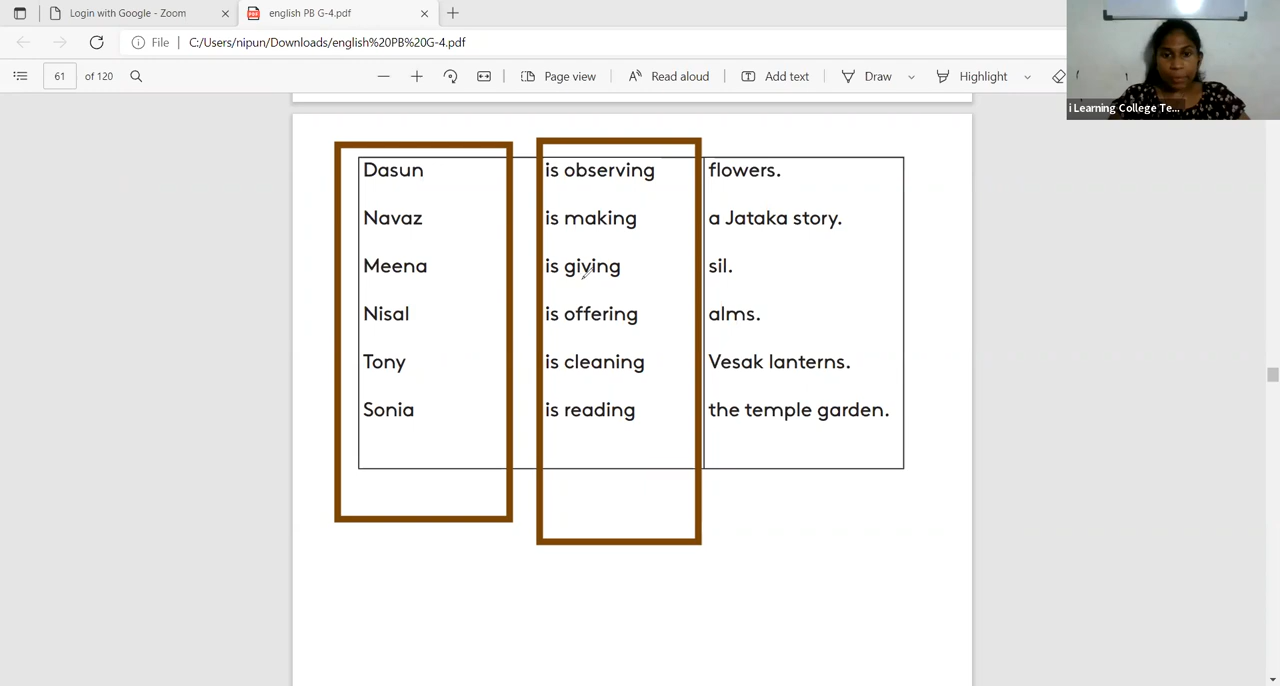 Login with Google - Zoom
english PB G-4.pdf
File C:/Users/nipun/Downloads/english%20PB%20G-4.pdf
61 of 120 Page view Read aloud Add text Draw Highlight
i Learning College Te...
Dasun is observing flowers.
Navaz is making a Jataka story.
Meena is giving sil.
Nisal is offering alms.
Tony is cleaning Vesak lanterns.
Sonia is reading the temple garden.